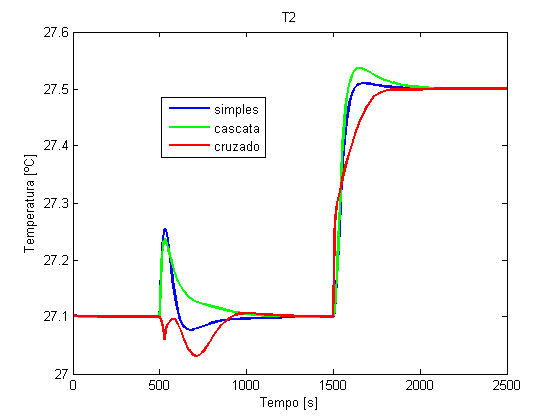 T2
27.6
27.5
27.4
27.3
27.2
27.1
27
Temperatura [ºC]
simples
cascata
cruzado
0
500
1000
1500
2000
2500
Tempo [s]